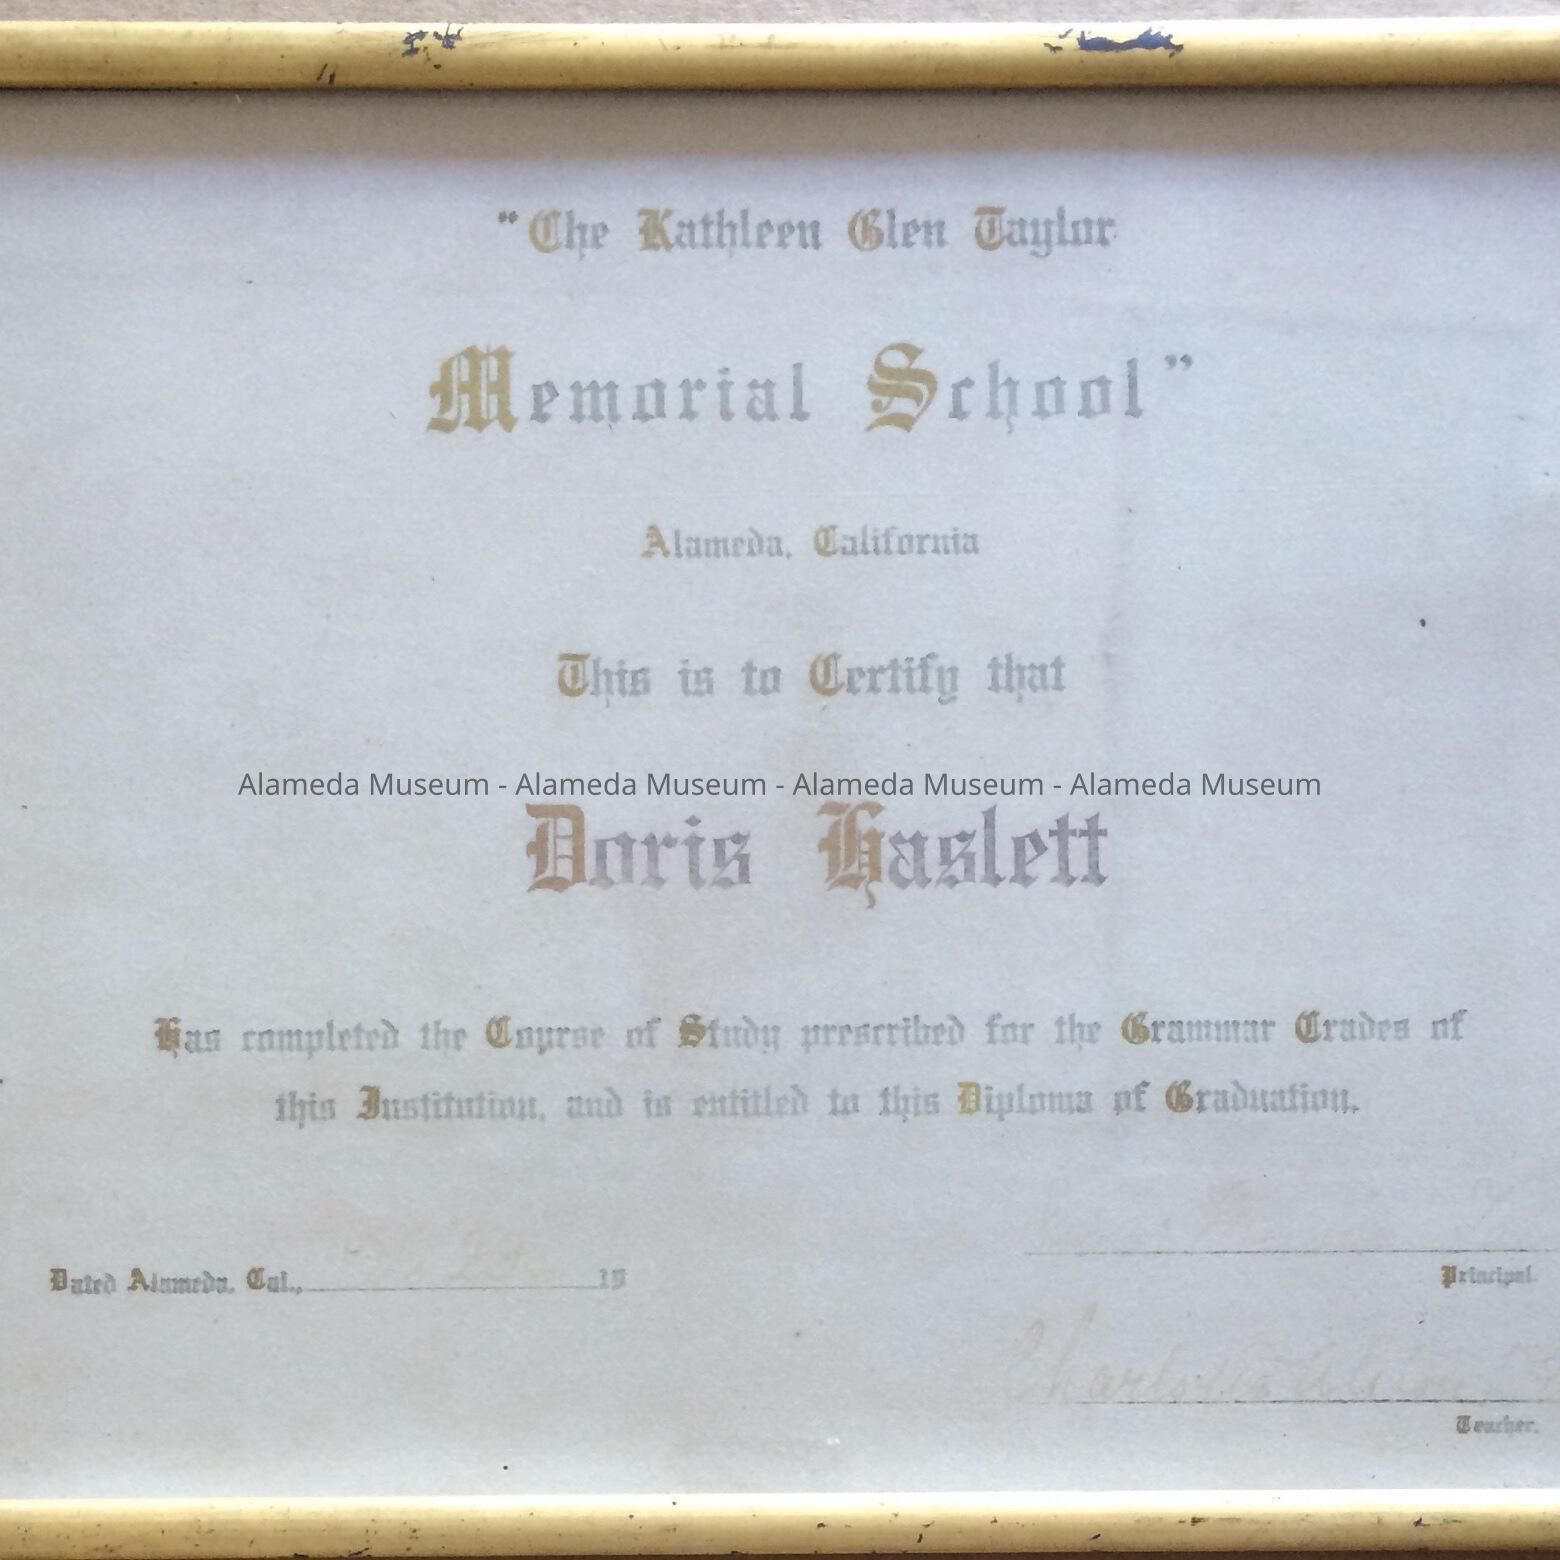 “The Kathleen Glen Taylor
Memorial School”
Alameda, California
This is to Certify that
Alameda Museum - Alameda Museum - Alameda Museum - Alameda Museum
Doris Haslett
Has completed the Course of Study prescribed for the Grammar Grades of
this Institution, and is entitled to this Diploma of Graduation.
Dated Alameda, Cal., 19
Principal.
Teacher.